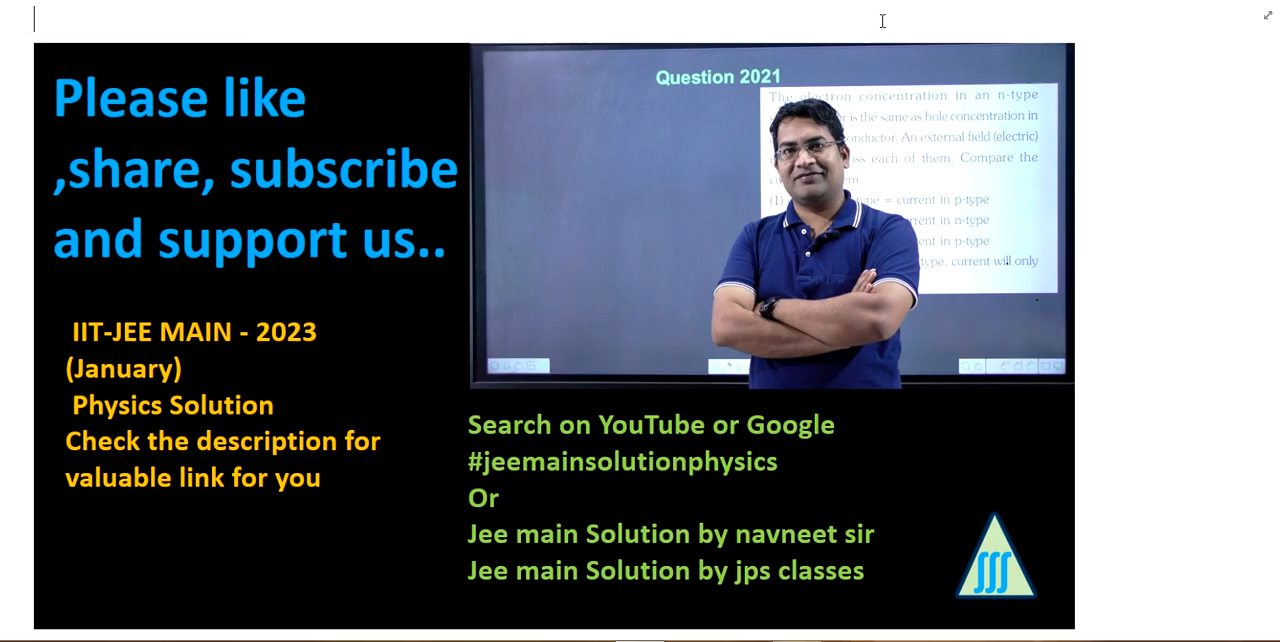 Please like
,share, subscribe
and support us..
IIT-JEE MAIN - 2023
(January)
Physics Solution
Check the description for
valuable link for you
Question 2021
The electron concentration in an n-type
is the same as hole concentration in
An external field (electric)
each of them. Compare the
(1) type = current in p-type
in n-type
in p-type
type, current will only
Search on YouTube or Google
#jeemainsolutionphysics
Or
Jee main Solution by navneet sir
Jee main Solution by jps classes